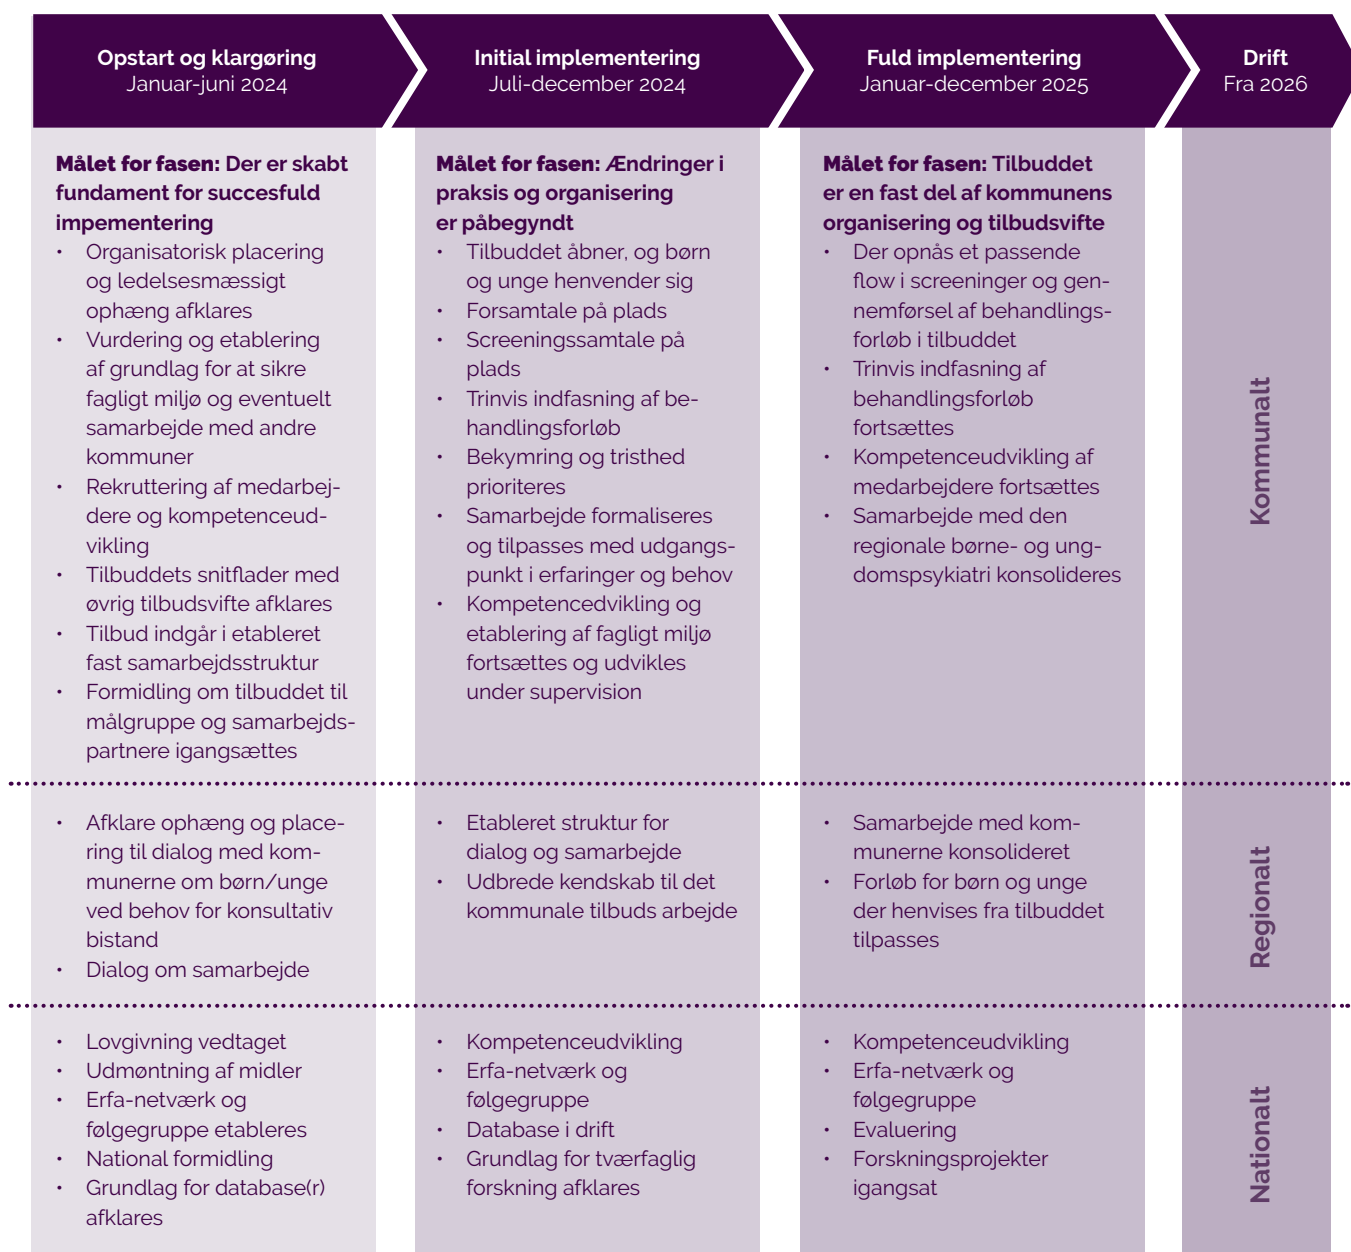 Opstart og klargøring
Januar-juni 2024
Initial implementering
Juli-december 2024
Fuld implementering
Januar-december 2025
Drift
Fra 2026
Målet for fasen: Der er skabt
fundament for succesfuld
impementering
• Organisatorisk placering
og ledelsesmæssigt
ophæng afklares
• Vurdering og etablering
af grundlag for at sikre
fagligt miljø og eventuelt
samarbejde med andre
kommuner
• Rekruttering af medarbej-
dere og kompetenceud-
vikling
• Tilbuddets snitflader med
øvrig tilbudsvifte afklares
• Tilbud indgår i etableret
fast samarbejdsstruktur
• Formidling om tilbuddet til
målgruppe og samarbejds-
partnere igangsættes
Målet for fasen: Ændringer i
praksis og organisering
er påbegyndt
• Tilbuddet åbner, og børn
og unge henvender sig
• Forsamtale på plads
• Screeningssamtale på
plads
• Trinvis indfasning af be-
handlingsforløb
• Bekymring og tristhed
prioriteres
• Samarbejde formaliseres
og tilpasses med udgangs-
punkt i erfaringer og behov
• Kompetencedvikling og
etablering af fagligt miljø
fortsættes og udvikles
under supervision
Målet for fasen: Tilbuddet
er en fast del af kommunens
organisering og tilbudsvifte
• Der opnås et passende
flow i screeninger og gen-
nemførsel af behandlings-
forløb i tilbuddet
• Trinvis indfasning af
behandlingsforløb
fortsættes
• Kompetenceudvikling af
medarbejdere fortsættes
• Samarbejde med den
regionale børne- og ung-
domspsykiatri konsolideres
Kommunalt
• Afklare ophæng og place-
ring til dialog med kom-
munerne om børn/unge
ved behov for konsultativ
bistand
• Dialog om samarbejde
• Etableret struktur for
dialog og samarbejde
• Udbrede kendskab til det
kommunale tilbuds arbejde
• Samarbejde med kom-
munerne konsolideret
• Forløb for børn og unge
der henvises fra tilbuddet
tilpasses
Regionalt
• Lovgivning vedtaget
• Udmøntning af midler
• Erfa-netværk og
følgegruppe etableres
• National formidling
• Grundlag for database(r)
afklares
• Kompetenceudvikling
• Erfa-netværk og
følgegruppe
• Database i drift
• Grundlag for tværfaglig
forskning afklares
• Kompetenceudvikling
• Erfa-netværk og
følgegruppe
• Evaluering
• Forskningsprojekter
igangsat
Nationalt